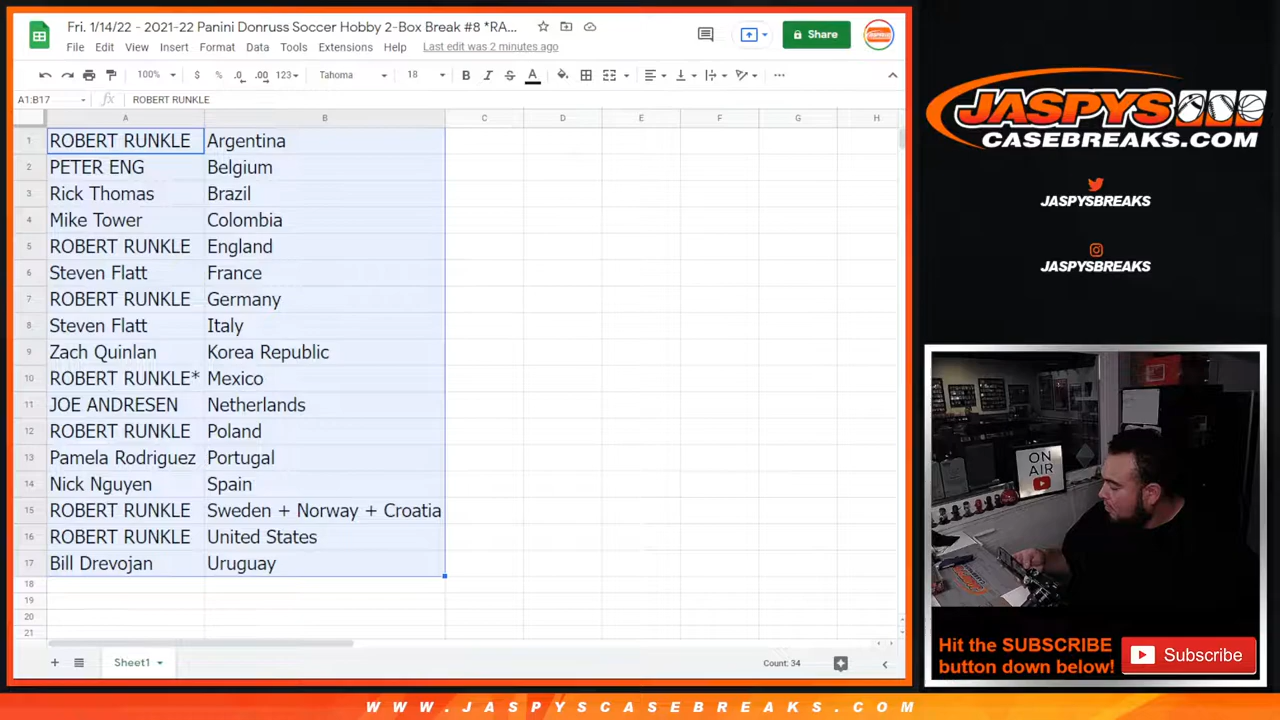 Fri. 1/14/22 - 2021-22 Panini Donruss Soccer Hobby 2-Box Break #8 *RA...
File Edit View Insert Format Data Tools Extensions Help Last edit was 2 minutes ago
Share
100% $ % .0 .00 123 Tahoma 18 B I S A
A1:B17 fx ROBERT RUNKLE
A B C D E F G H
1 ROBERT RUNKLE Argentina
2 PETER ENG Belgium
3 Rick Thomas Brazil
4 Mike Tower Colombia
5 ROBERT RUNKLE England
6 Steven Flatt France
7 ROBERT RUNKLE Germany
8 Steven Flatt Italy
9 Zach Quinlan Korea Republic
10 ROBERT RUNKLE* Mexico
11 JOE ANDRESEN Netherlands
12 ROBERT RUNKLE Poland
13 Pamela Rodriguez Portugal
14 Nick Nguyen Spain
15 ROBERT RUNKLE Sweden + Norway + Croatia
16 ROBERT RUNKLE United States
17 Bill Drevojan Uruguay
18
19
20
21
Sheet1
Count: 34
JASPYS
CASEBREAKS.COM
JASPYSBREAKS
JASPYSBREAKS
ON
AIR
Hit the SUBSCRIBE
button down below!
Subscribe
WWW.JASPYSCASEBREAKS.COM